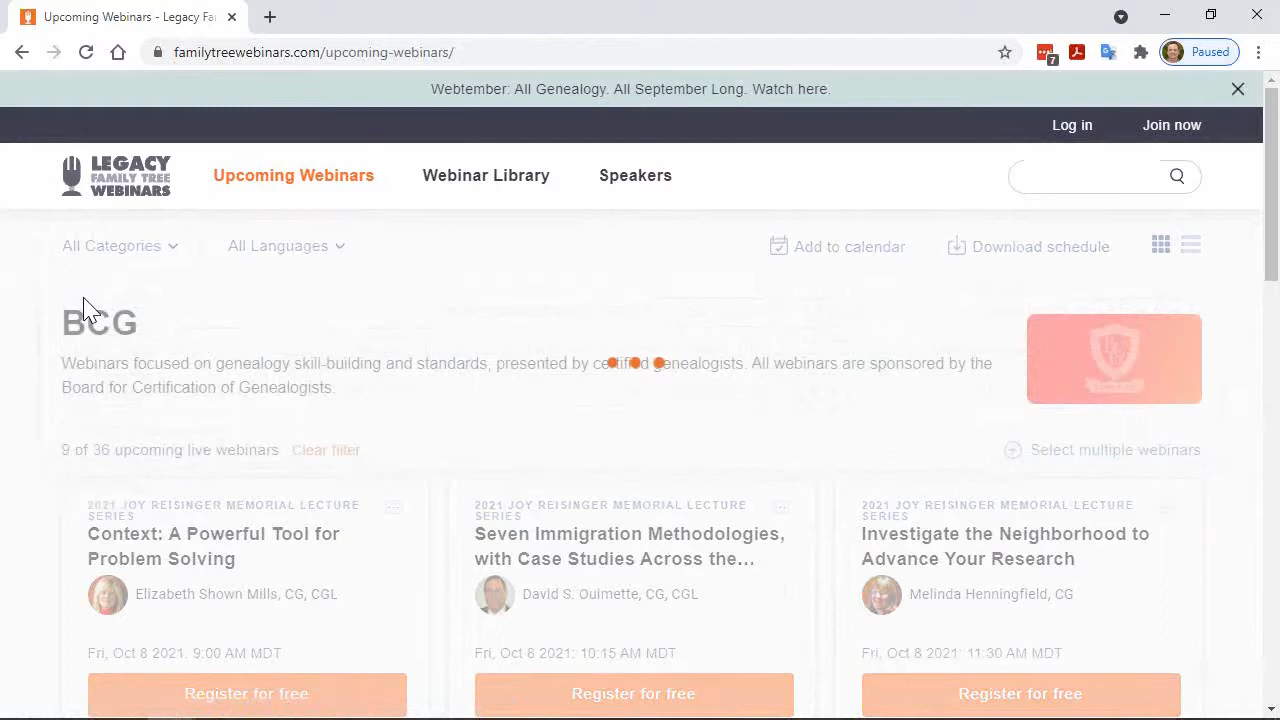 Upcoming Webinars - Legacy Fa
familytreewebinars.com/upcoming-webinars/
7
Paused
Webtember: All Genealogy. All September Long. Watch here.
Log in
Join now
LEGACY
FAMILY TREE
WEBINARS
Upcoming Webinars
Webinar Library
Speakers
All Categories
All Languages
Add to calendar
Download schedule
BCG
Webinars focused on genealogy skill-building and standards, presented by certified genealogists. All webinars are sponsored by the
Board for Certification of Genealogists.
9 of 36 upcoming live webinars
Clear filter
Select multiple webinars
2021 JOY REISINGER MEMORIAL LECTURE
SERIES
Context: A Powerful Tool for
Problem Solving
Elizabeth Shown Mills, CG, CGL
Fri, Oct 8 2021, 9:00 AM MDT
Register for free
2021 JOY REISINGER MEMORIAL LECTURE
SERIES
Seven Immigration Methodologies,
with Case Studies Across the...
David S. Ouimette, CG, CGL
Fri, Oct 8 2021, 10:15 AM MDT
Register for free
2021 JOY REISINGER MEMORIAL LECTURE
SERIES
Investigate the Neighborhood to
Advance Your Research
Melinda Henningfield, CG
Fri, Oct 8 2021, 11:30 AM MDT
Register for free